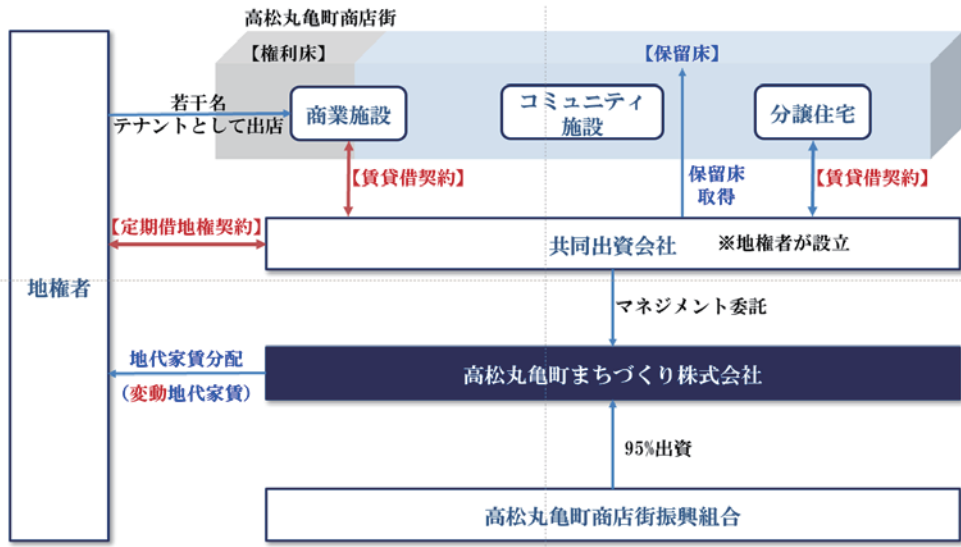 高松丸亀町商店街
【権利床】
【保留床】
若干名
テナントとして出店
商業施設
コミュニティ
施設
分譲住宅
【賃貸借契約】
保留床
取得
【賃貸借契約】
【定期借地権契約】
共同出資会社
※地権者が設立
地権者
マネジメント委託
地代家賃分配
（変動地代家賃）
高松丸亀町まちづくり株式会社
95%出資
高松丸亀町商店街振興組合